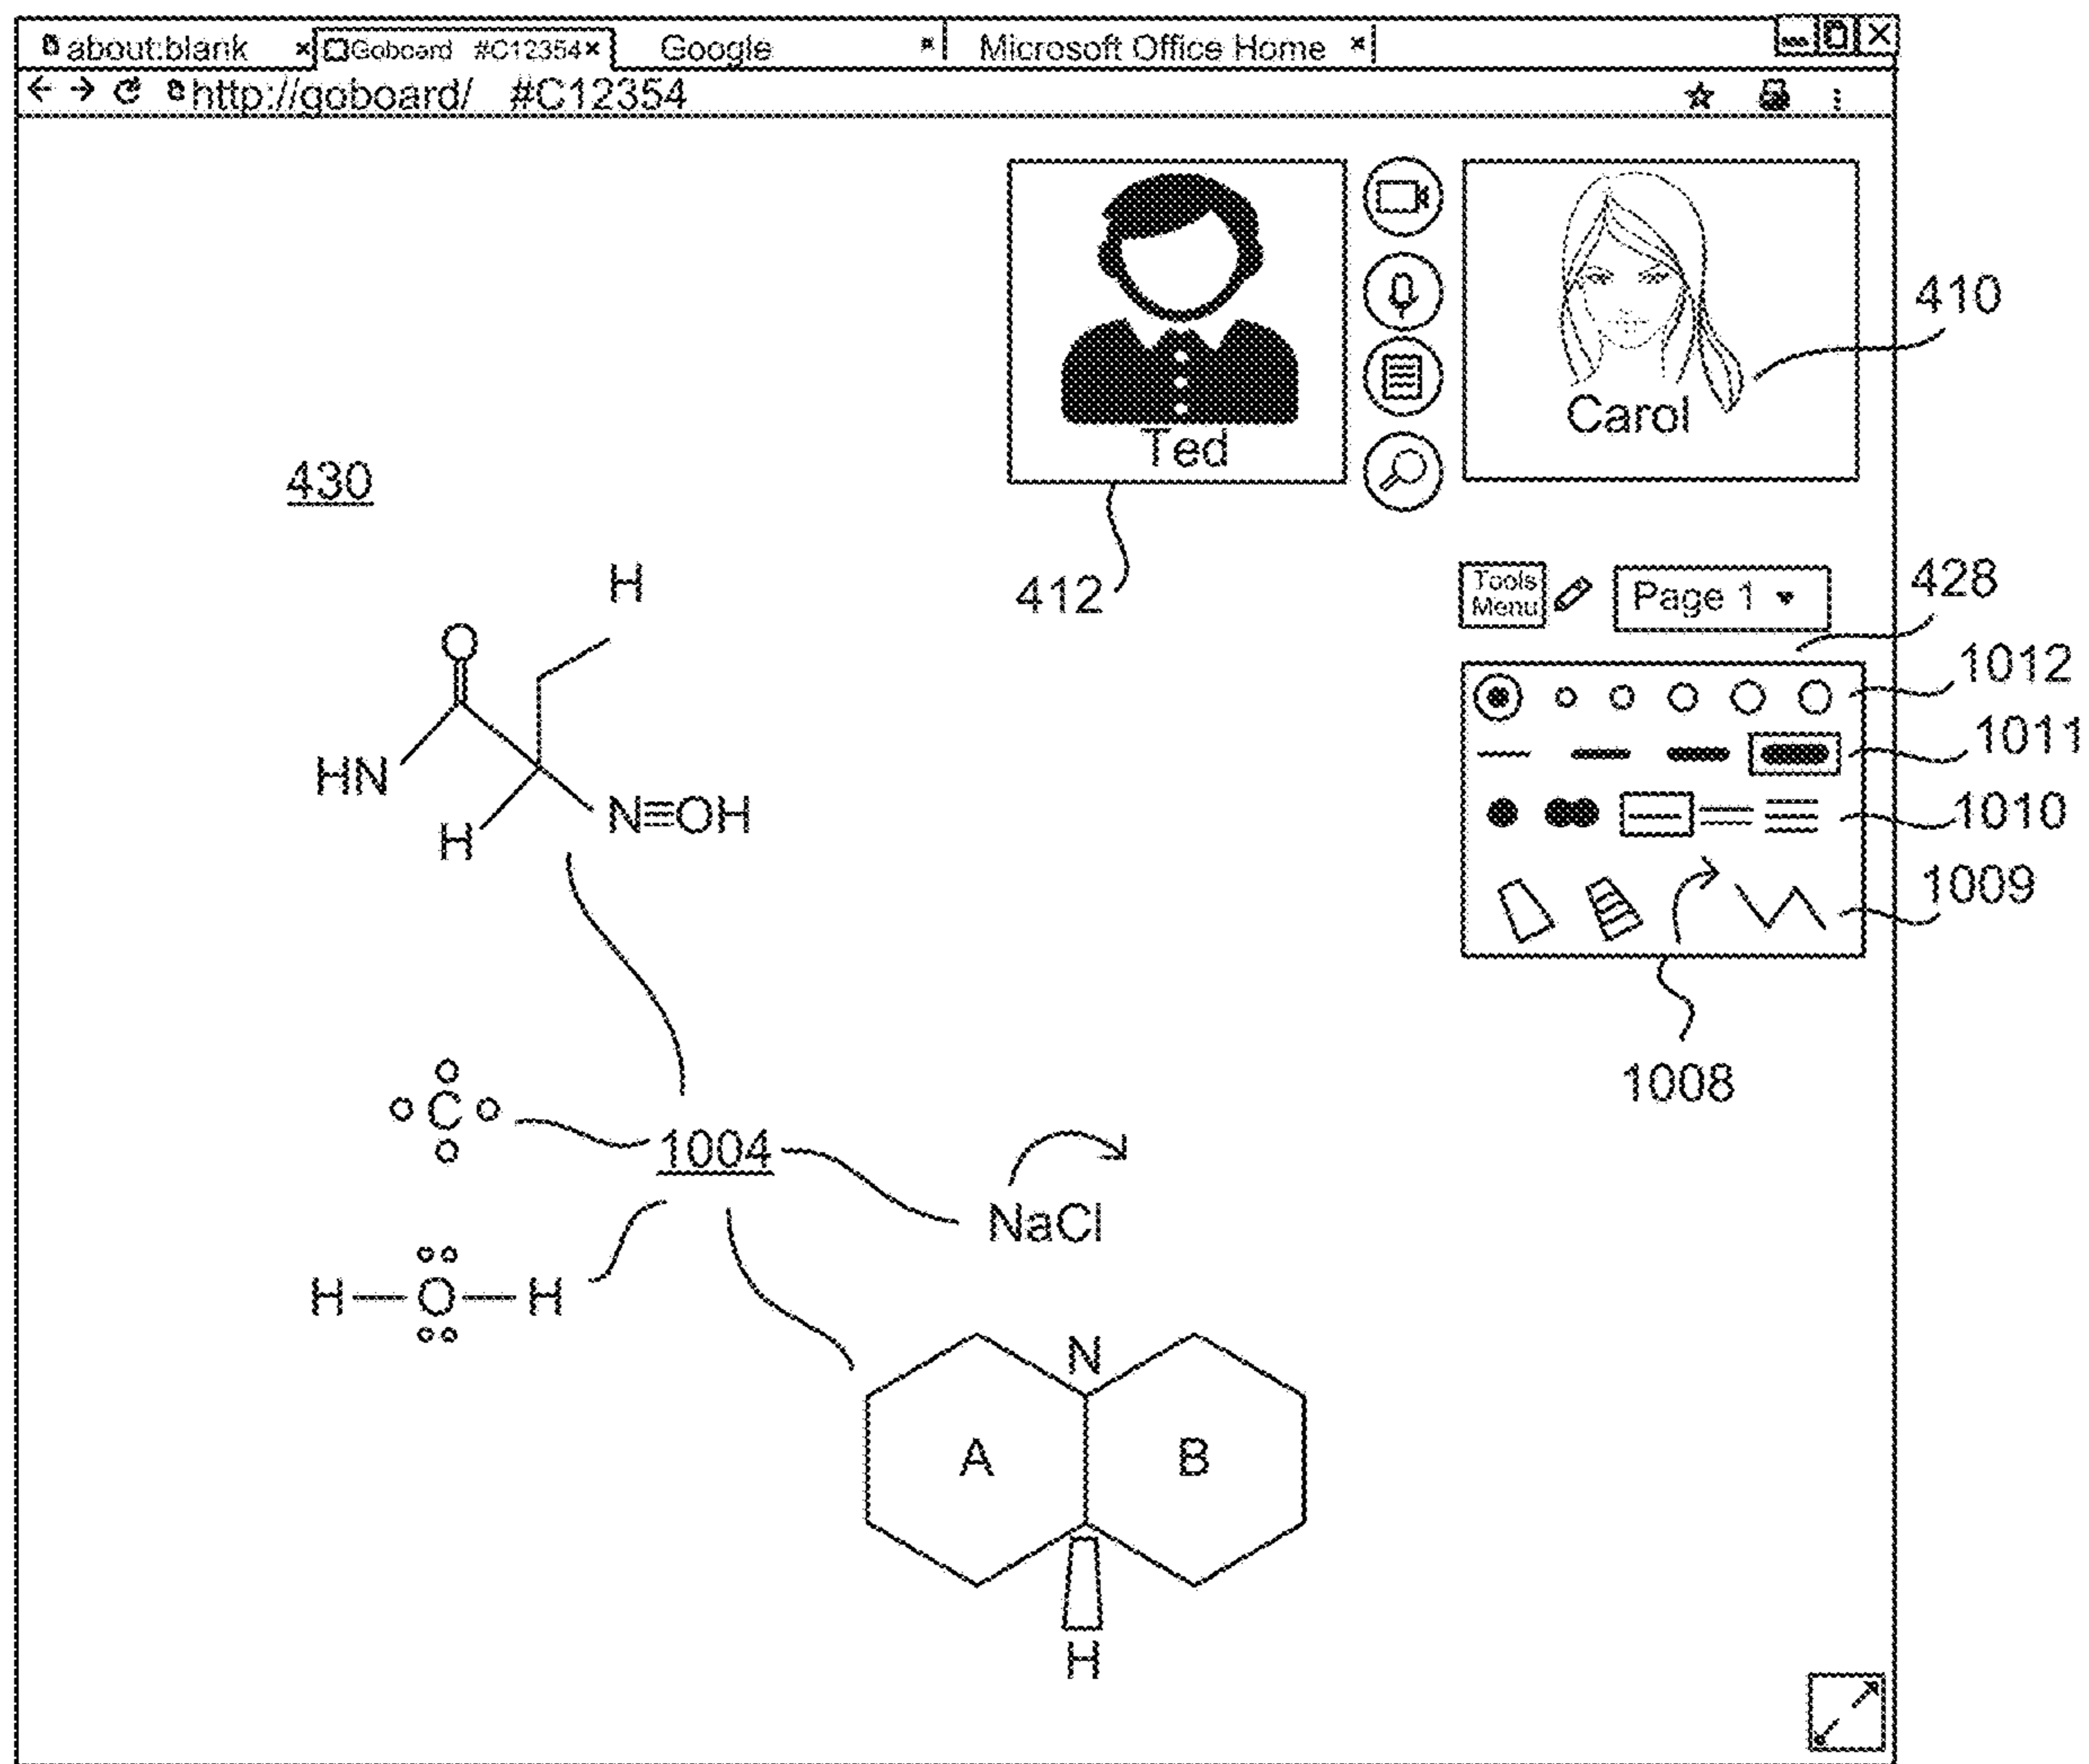 about:blank × Goboard #C12354× Google × Microsoft Office Home ×
http://goboard/ #C12354
Ted
Carol
410
430
412
Tools
Menu
Page 1
428
1012
1011
1010
1009
1008
H
O
HN
H
N≡OH
C
1004
NaCl
H—O—H
N
A
B
H